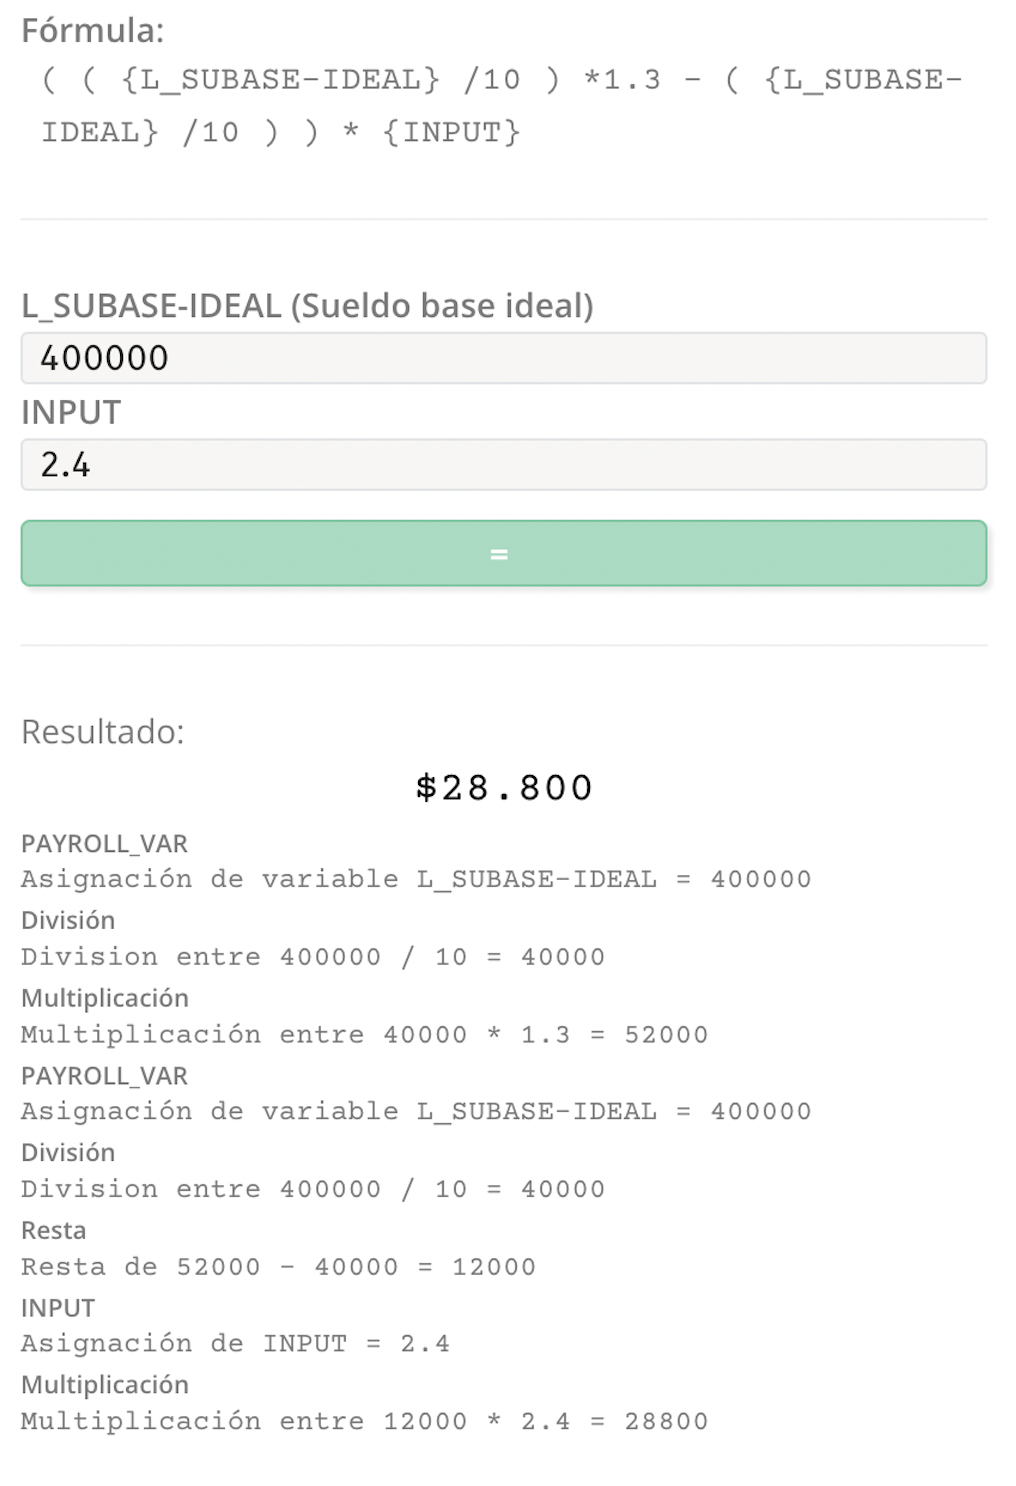 Fórmula:
( ( {L_SUBASE-IDEAL} /10 ) *1.3 - ( {L_SUBASE-
IDEAL} /10 ) ) * {INPUT}
L_SUBASE-IDEAL (Sueldo base ideal)
400000
INPUT
2.4
=
Resultado:
$28.800
PAYROLL_VAR
Asignación de variable L_SUBASE-IDEAL = 400000
División
Division entre 400000 / 10 = 40000
Multiplicación
Multiplicación entre 40000 * 1.3 = 52000
PAYROLL_VAR
Asignación de variable L_SUBASE-IDEAL = 400000
División
Division entre 400000 / 10 = 40000
Resta
Resta de 52000 - 40000 = 12000
INPUT
Asignación de INPUT = 2.4
Multiplicación
Multiplicación entre 12000 * 2.4 = 28800